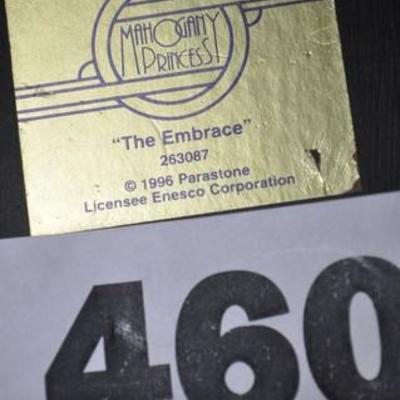 MAHOGANY
PRINCESS
"The Embrace"
263087
© 1996 Parastone
Licensee Enesco Corporation
460